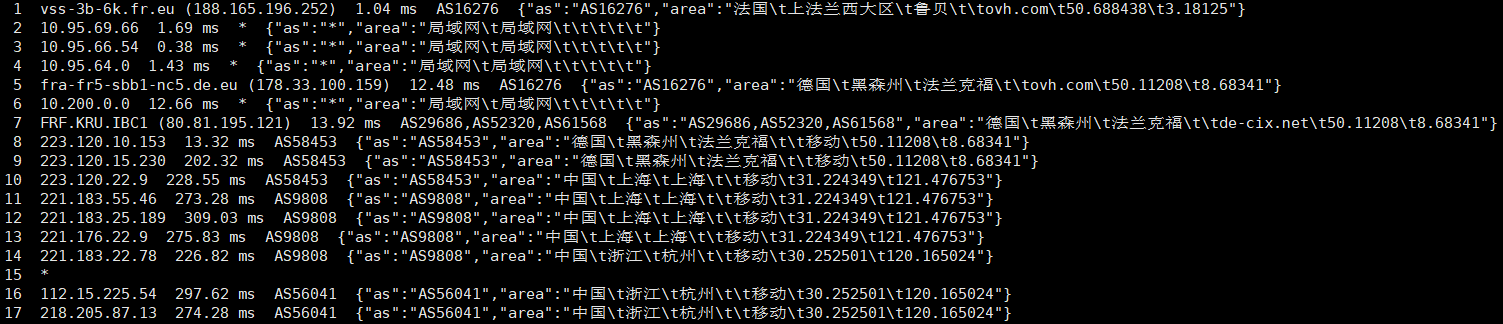 1 vss-3b-6k.fr.eu (188.165.196.252) 1.04 ms AS16276 {"as":"AS16276","area":"法国\t上法兰西大区\t鲁贝\t\tovh.com\t50.688438\t3.18125"}
2 10.95.69.66 1.69 ms * {"as":"*","area":"局域网\t局域网\t\t\t\t\t"}
3 10.95.66.54 0.38 ms * {"as":"*","area":"局域网\t局域网\t\t\t\t\t"}
4 10.95.64.0 1.43 ms * {"as":"*","area":"局域网\t局域网\t\t\t\t\t"}
5 fra-fr5-sbb1-nc5.de.eu (178.33.100.159) 12.48 ms AS16276 {"as":"AS16276","area":"德国\t黑森州\t法兰克福\t\tovh.com\t50.11208\t8.68341"}
6 10.200.0.0 12.66 ms * {"as":"*","area":"局域网\t局域网\t\t\t\t\t"}
7 FRF.KRU.IBC1 (80.81.195.121) 13.92 ms AS29686,AS52320,AS61568 {"as":"AS29686,AS52320,AS61568","area":"德国\t黑森州\t法兰克福\t\tde-cix.net\t50.11208\t8.68341"}
8 223.120.10.153 13.32 ms AS58453 {"as":"AS58453","area":"德国\t黑森州\t法兰克福\t\t移动\t50.11208\t8.68341"}
9 223.120.15.230 202.32 ms AS58453 {"as":"AS58453","area":"德国\t黑森州\t法兰克福\t\t移动\t50.11208\t8.68341"}
10 223.120.22.9 228.55 ms AS58453 {"as":"AS58453","area":"中国\t上海\t上海\t\t移动\t31.224349\t121.476753"}
11 221.183.55.46 273.28 ms AS9808 {"as":"AS9808","area":"中国\t上海\t上海\t\t移动\t31.224349\t121.476753"}
12 221.183.25.189 309.03 ms AS9808 {"as":"AS9808","area":"中国\t上海\t上海\t\t移动\t31.224349\t121.476753"}
13 221.176.22.9 275.83 ms AS9808 {"as":"AS9808","area":"中国\t上海\t上海\t\t移动\t31.224349\t121.476753"}
14 221.183.22.78 226.82 ms AS9808 {"as":"AS9808","area":"中国\t浙江\t杭州\t\t移动\t30.252501\t120.165024"}
15 *
16 112.15.225.54 297.62 ms AS56041 {"as":"AS56041","area":"中国\t浙江\t杭州\t\t移动\t30.252501\t120.165024"}
17 218.205.87.13 274.28 ms AS56041 {"as":"AS56041","area":"中国\t浙江\t杭州\t\t移动\t30.252501\t120.165024"}